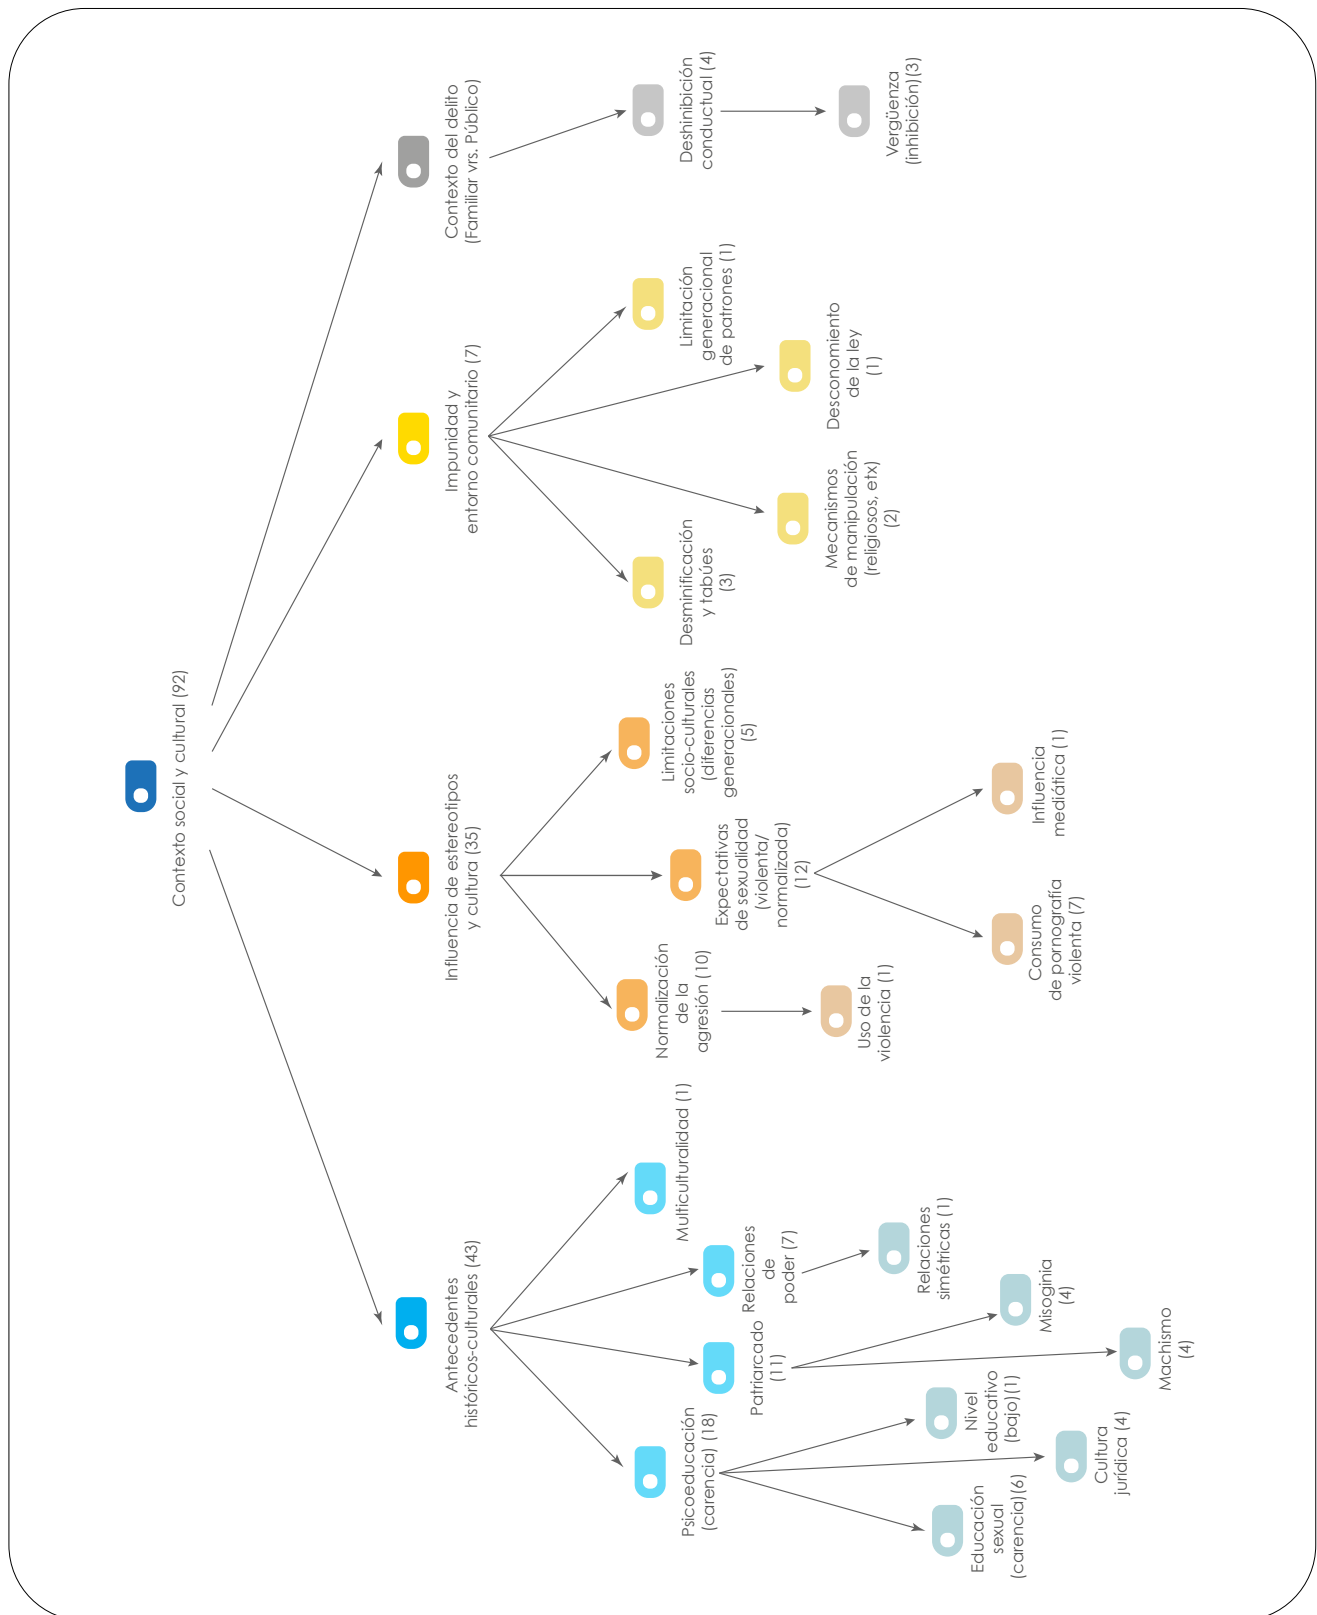 Contexto social y cultural (92)
Antecedentes
históricos-culturales (43)
Influencia de estereotipos
y cultura (35)
Impunidad y
entorno comunitario (7)
Contexto del delito
(Familiar vrs. Público)
Psicoeducación
(carencia) (18)
Patriarcado
(11)
Relaciones
de
poder (7)
Multiculturalidad (1)
Normalización
de la
agresión (10)
Expectativas
de sexualidad
(violenta/
normalizada)
(12)
Limitaciones
socio-culturales
(diferencias
generacionales)
(5)
Desminificación
y tabúes
(3)
Mecanismos
de manipulación
(religiosos, etx)
(2)
Desconomiento
de la ley
(1)
Limitación
generacional
de patrones (1)
Deshinibición
conductual (4)
Vergüenza
(inhibición)(3)
Educación
sexual
(carencia)(6)
Cultura
jurídica (4)
Nivel
educativo
(bajo)(1)
Machismo
(4)
Misoginia
(4)
Relaciones
simétricas (1)
Uso de la
violencia (1)
Consumo
de pornografía
violenta (7)
Influencia
mediática (1)